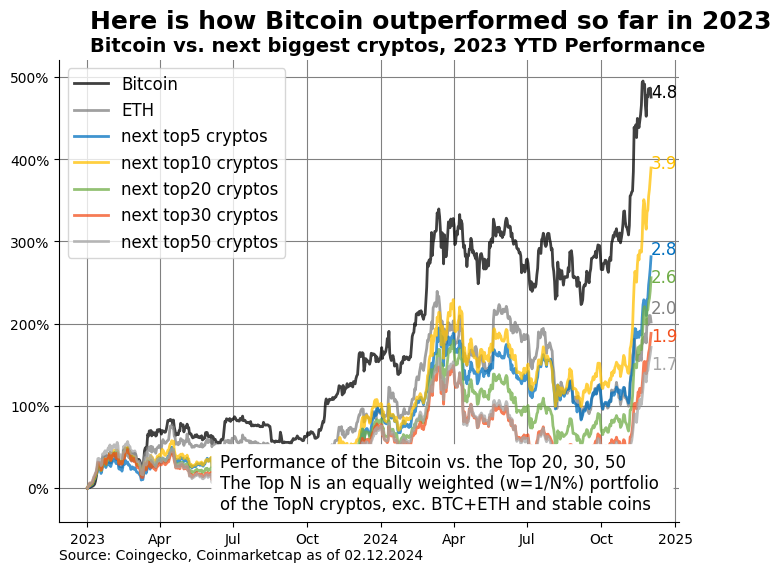 Here is how Bitcoin outperformed so far in 2023
Bitcoin vs. next biggest cryptos, 2023 YTD Performance
500%
400%
300%
200%
100%
0%
Bitcoin
ETH
next top5 cryptos
next top10 cryptos
next top20 cryptos
next top30 cryptos
next top50 cryptos
4.8
3.9
2.8
2.6
2.0
1.9
1.7
Performance of the Bitcoin vs. the Top 20, 30, 50
The Top N is an equally weighted (w=1/N%) portfolio
of the TopN cryptos, exc. BTC+ETH and stable coins
2023 Apr Jul Oct 2024 Apr Jul Oct 2025
Source: Coingecko, Coinmarketcap as of 02.12.2024